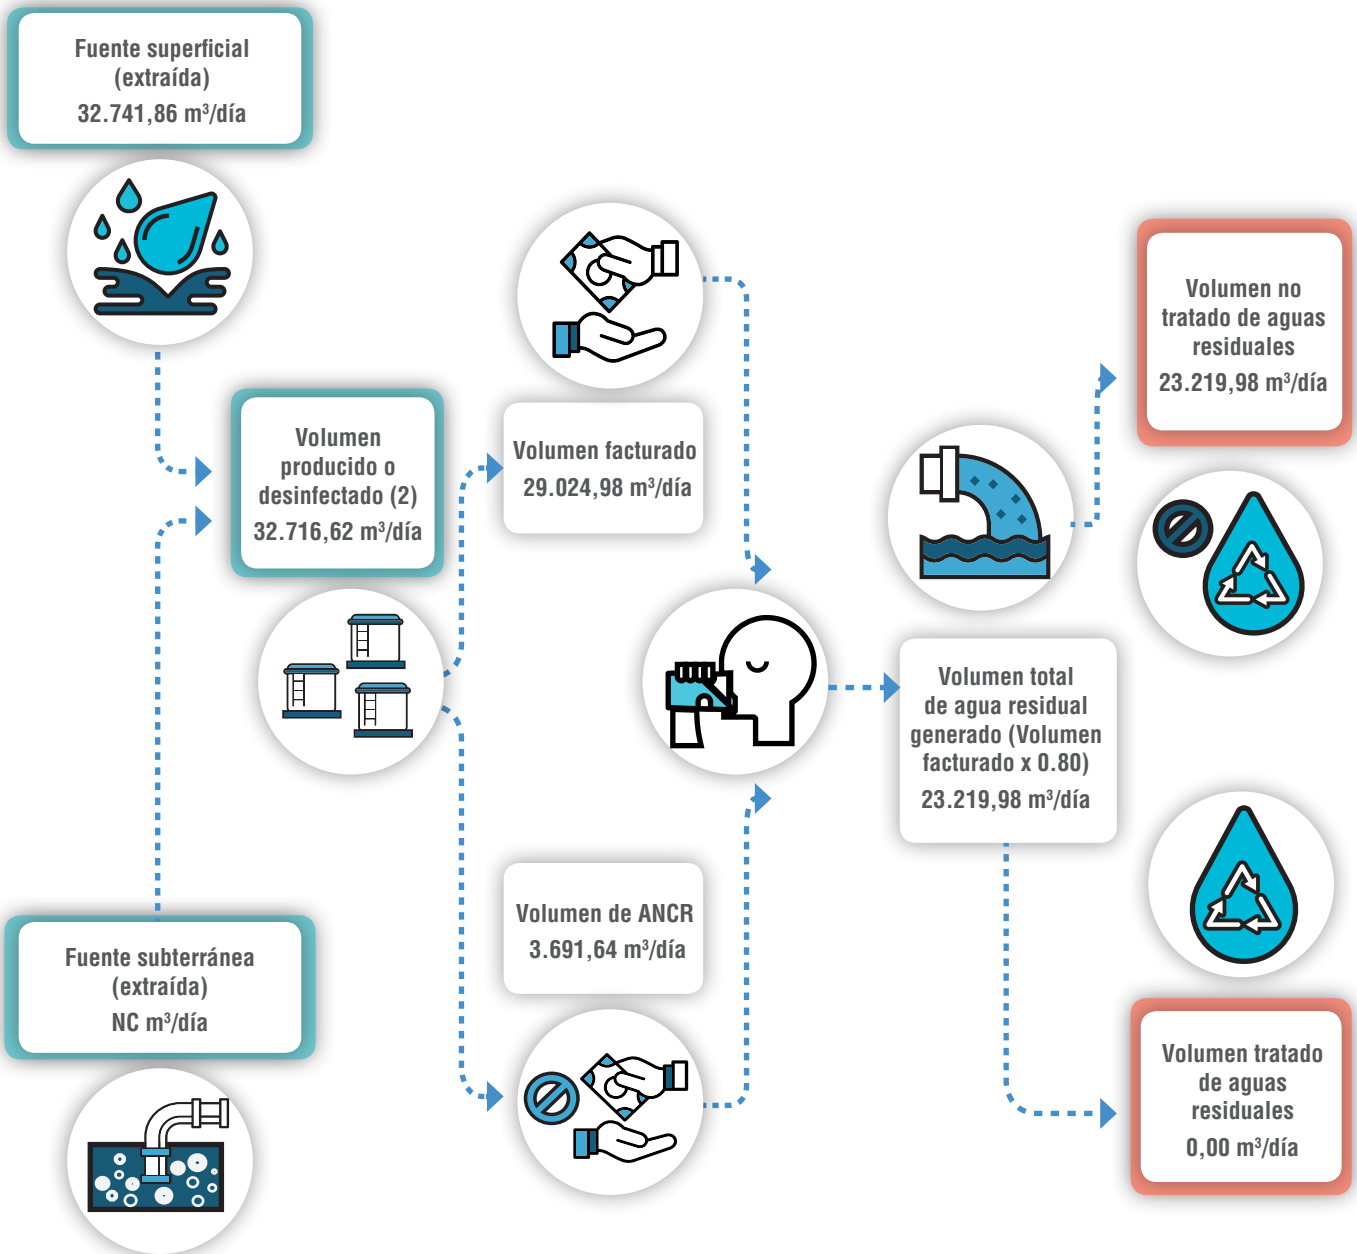 Fuente superficial
(extraída)
32.741,86 m³/día
Volumen
producido o
desinfectado (2)
32.716,62 m³/día
Fuente subterránea
(extraída)
NC m³/día
Volumen facturado
29.024,98 m³/día
Volumen de ANCR
3.691,64 m³/día
Volumen total
de agua residual
generado (Volumen
facturado x 0.80)
23.219,98 m³/día
Volumen no
tratado de aguas
residuales
23.219,98 m³/día
Volumen tratado
de aguas
residuales
0,00 m³/día